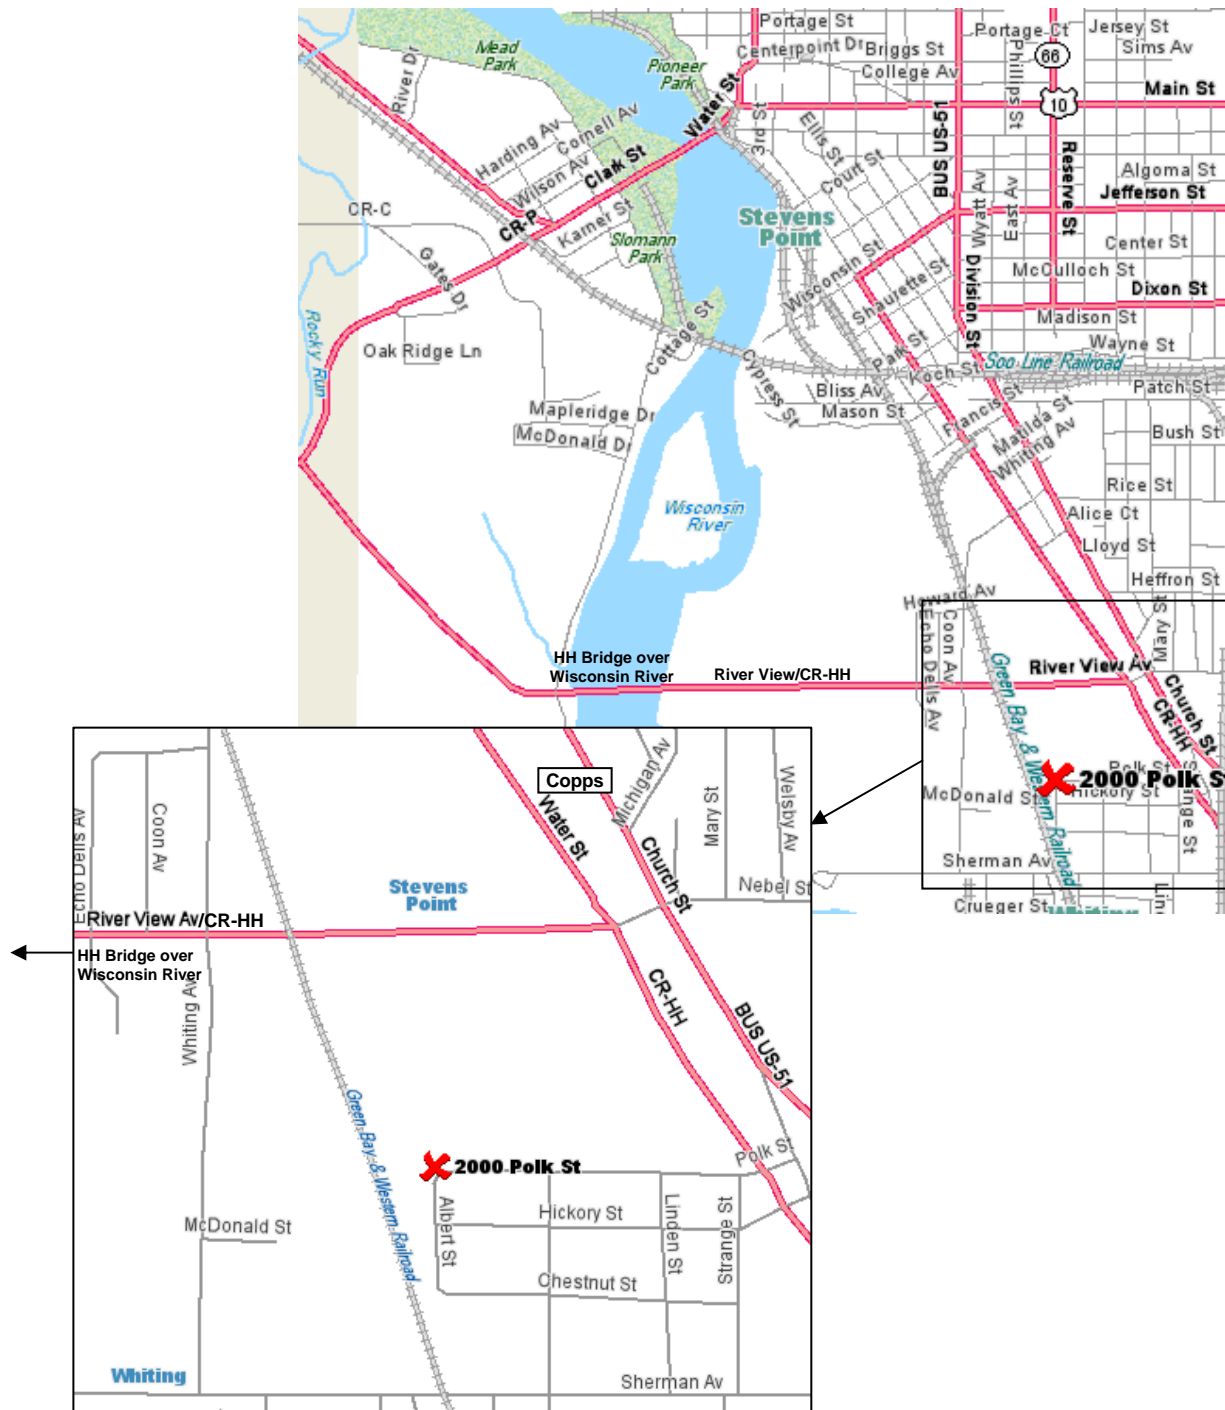 Portage St
Centerpoint Dr
Briggs St
College Av
Portage Ct
Phillips St
66
Jersey St
Sims Av
10
Main St
Mead
Park
Pioneer
Park
Water St
River Dr
Harding Av
Cornell Av
Wilson Av
Clark St
3rd St
Ellis St
Court St
BUS US-51
Reserve St
Algoma St
Jefferson St
CR-C
CR-P
Karner St
Slomann
Park
Stevens
Point
Wyatt Av
East Av
Center St
Gates Dr
Wisconsin St
McCulloch St
Division St
Dixon St
Shaurette St
Madison St
Rocky Run
Oak Ridge Ln
Cottage St
Cypress St
Park St
Wayne St
Koch St
Soo Line Railroad
Bliss Av
Patch St
Mapleridge Dr
Mason St
Francis St
Matilda St
McDonald Dr
Whiting Av
Bush St
Wisconsin
River
Rice St
Alice Ct
Lloyd St
Heffron St
Howard Av
Echo Dells Av
Coon Av
Mary St
HH Bridge over
Wisconsin River
River View/CR-HH
Green Bay & Western Railroad
River View Av
Church St
CR-HH
Polk St
2000 Polk S
McDonald St
Hickory St
Sherman Av
Crueger St
Whiting
Copps
Michigan Av
Welsby Av
Water St
Mary St
Echo Dells Av
Coon Av
Church St
Stevens
Point
Nebel St
River View Av/CR-HH
HH Bridge over
Wisconsin River
Whiting Av
CR-HH
BUS US-51
Green Bay & Western Railroad
Polk St
2000 Polk St
Albert St
Hickory St
Linden St
Strange St
McDonald St
Chestnut St
Whiting
Sherman Av